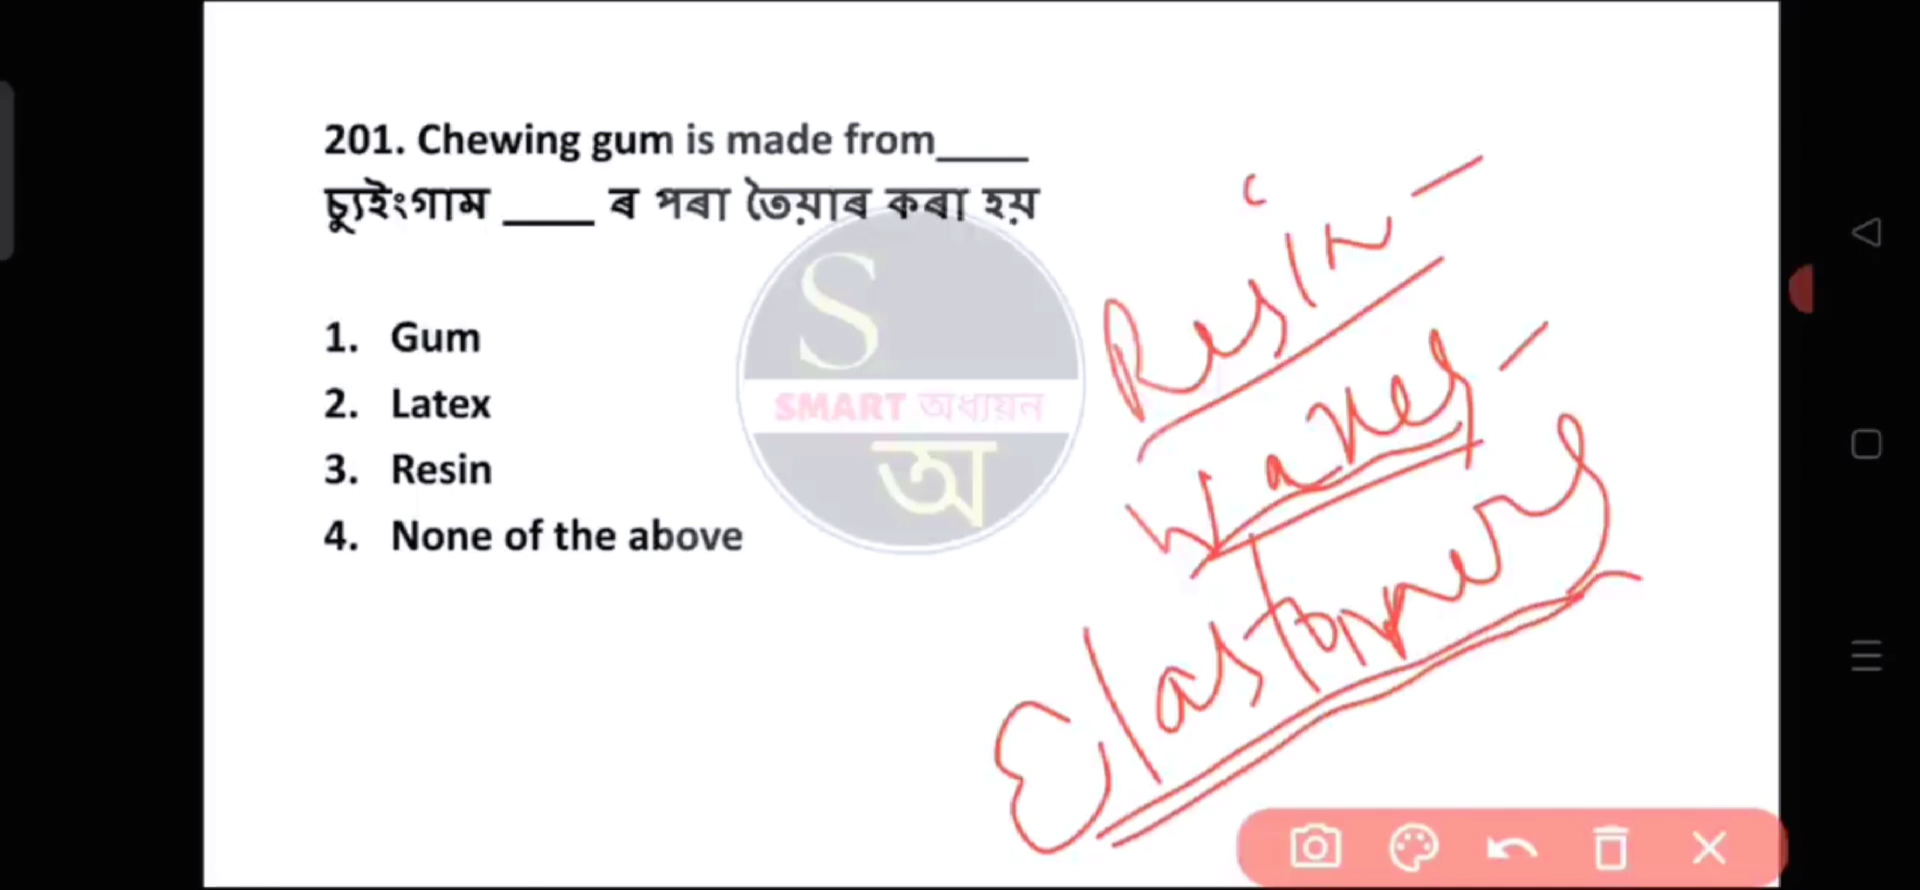 201. Chewing gum is made from____
চ্যুইংগাম ____ ৰ পৰা তৈয়াৰ কৰা হয়
1. Gum
2. Latex
3. Resin
4. None of the above
S
SMART অধ্যয়ন
অ
Resin -
Waxes -
Elastomers